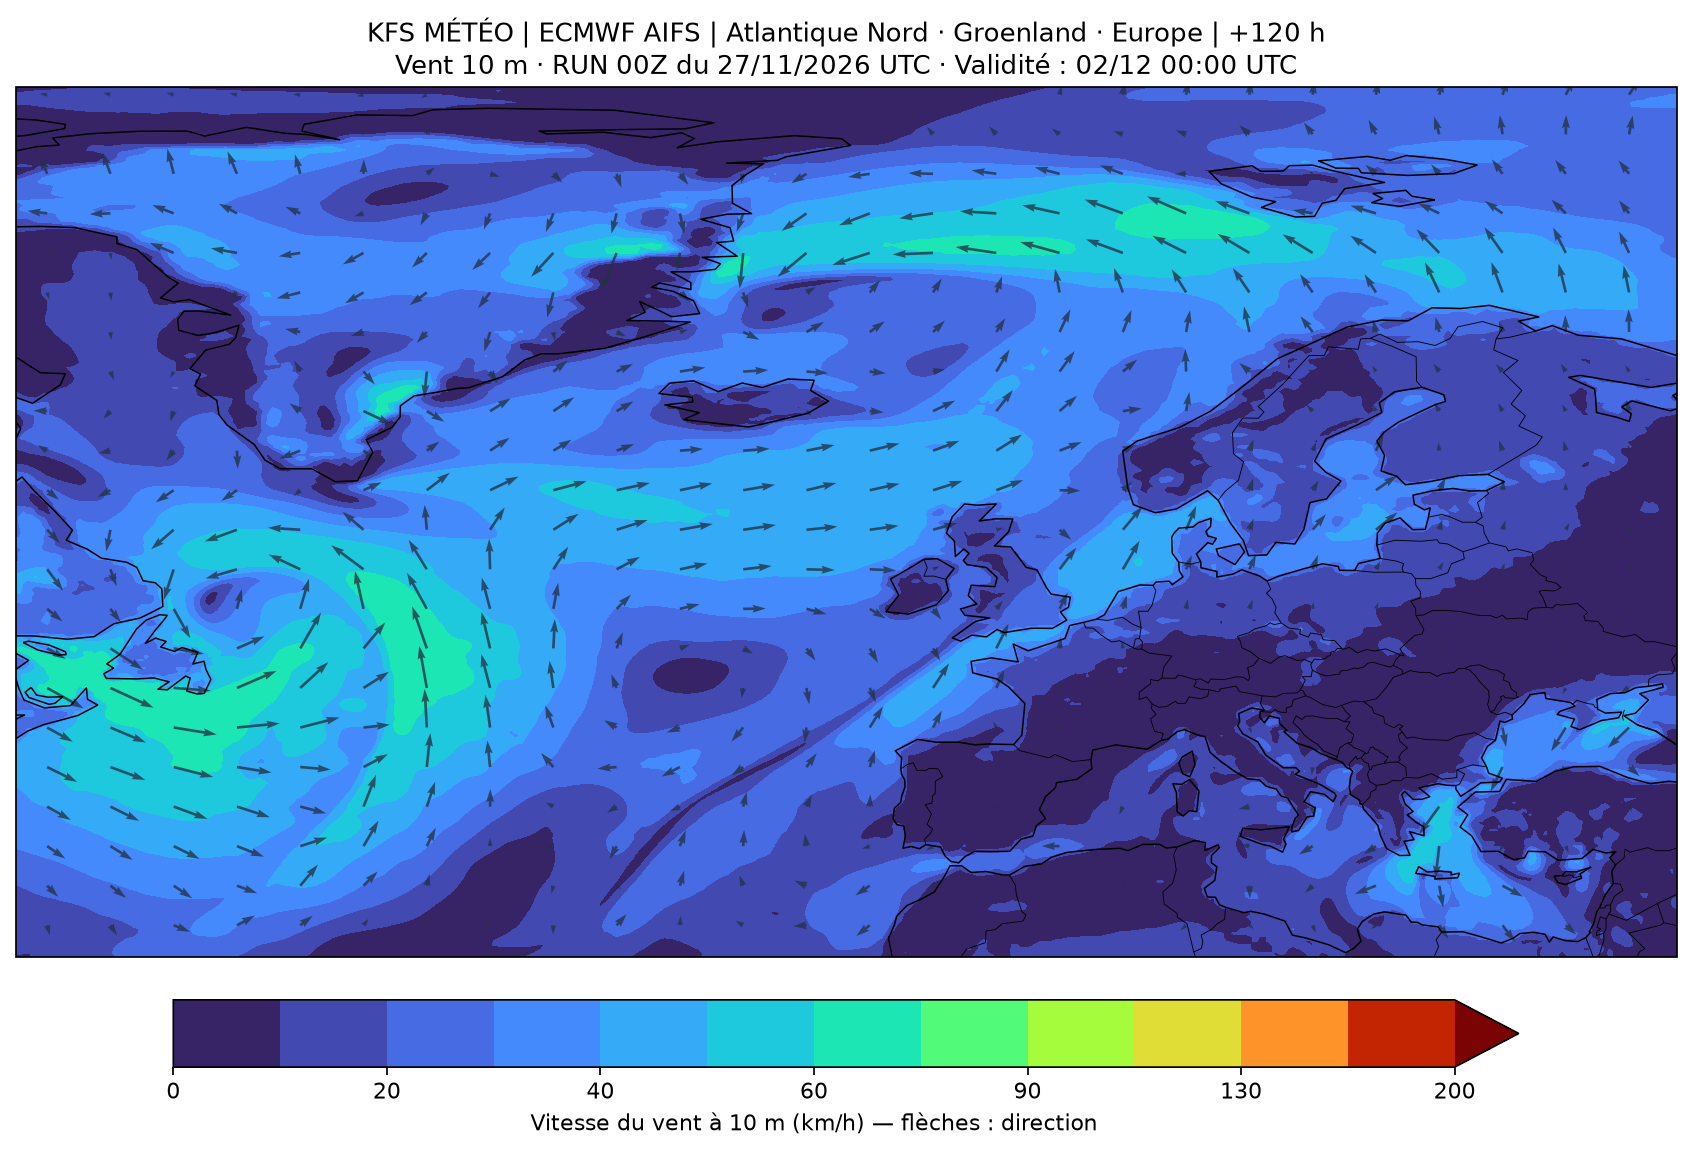 KFS MÉTÉO | ECMWF AIFS | Atlantique Nord · Groenland · Europe | +120 h
Vent 10 m · RUN 00Z du 27/11/2026 UTC · Validité : 02/12 00:00 UTC
0 20 40 60 90 130 200
Vitesse du vent à 10 m (km/h) — flèches : direction